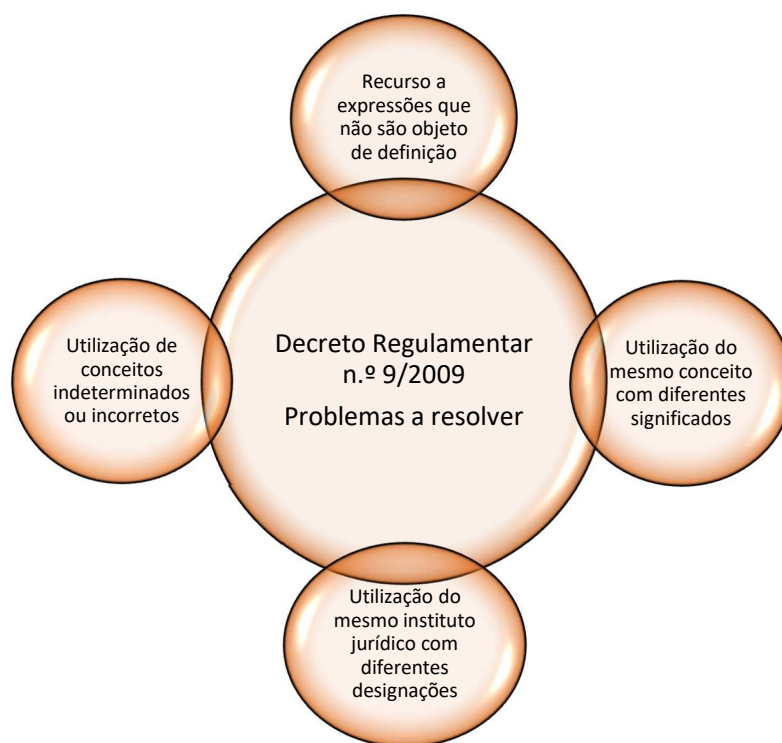 Recurso a
expressões que
não são objeto
de definição
Utilização de
conceitos
indeterminados
ou incorretos
Decreto Regulamentar
n.º 9/2009
Problemas a resolver
Utilização do
mesmo conceito
com diferentes
significados
Utilização do
mesmo instituto
jurídico com
diferentes
designações